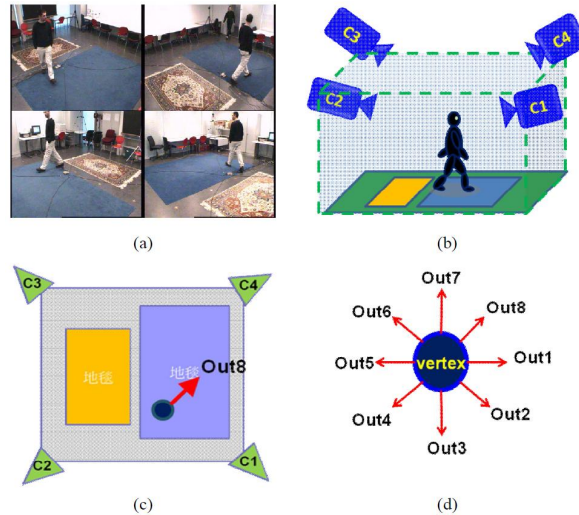 C3
C4
C2
C1
(a)
(b)
C3
C4
地毯
地毯
Out8
C2
C1
Out7
Out6
Out8
Out5
vertex
Out1
Out4
Out2
Out3
(c)
(d)